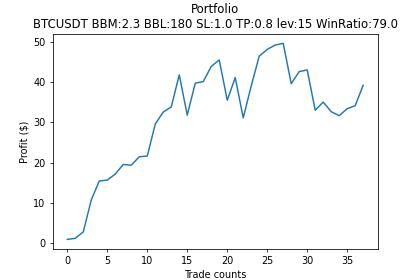 Portfolio
BTCUSDT BBM:2.3 BBL:180 SL:1.0 TP:0.8 lev:15 WinRatio:79.0
50
40
30
20
10
0
Profit ($)
0 5 10 15 20 25 30 35
Trade counts